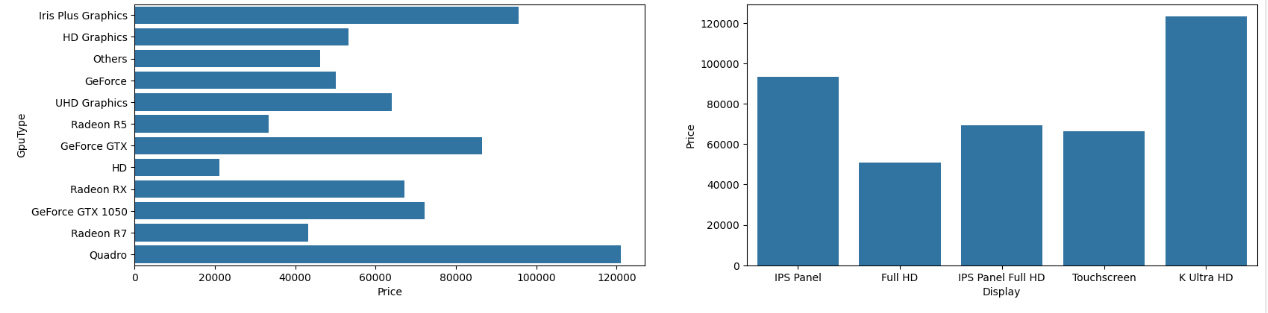 GpuType
Iris Plus Graphics
HD Graphics
Others
GeForce
UHD Graphics
Radeon R5
GeForce GTX
HD
Radeon RX
GeForce GTX 1050
Radeon R7
Quadro
0 20000 40000 60000 80000 100000 120000
Price
Price
120000
100000
80000
60000
40000
20000
0
IPS Panel Full HD IPS Panel Full HD Touchscreen K Ultra HD
Display